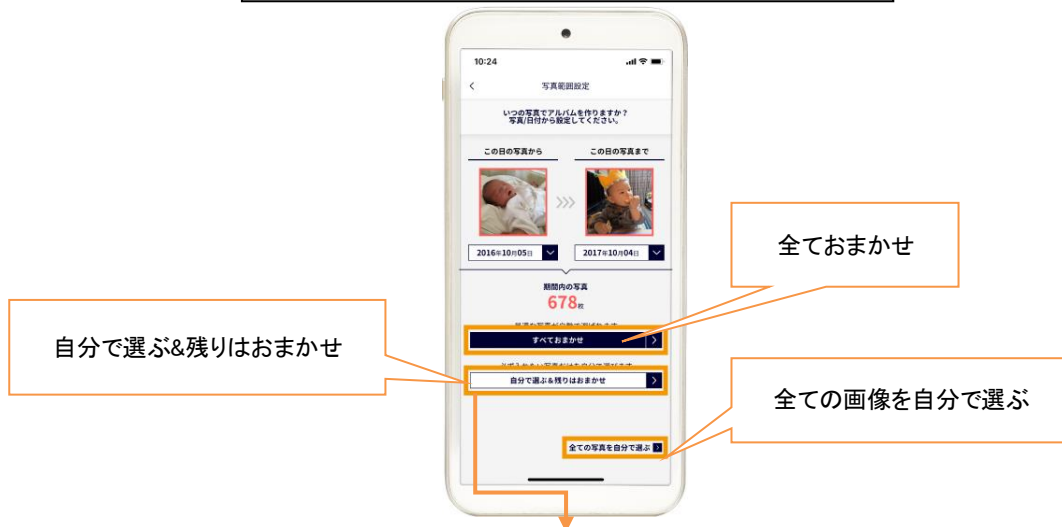 10:24
写真範囲設定
いつの写真でアルバムを作りますか？
写真/日付から設定してください。
この日の写真から
この日の写真まで
2016年10月05日
2017年10月04日
期間内の写真
678枚
すべておまかせ
自分で選ぶ&残りはおまかせ
全ての写真を自分で選ぶ
全ておまかせ
自分で選ぶ&残りはおまかせ
全ての画像を自分で選ぶ